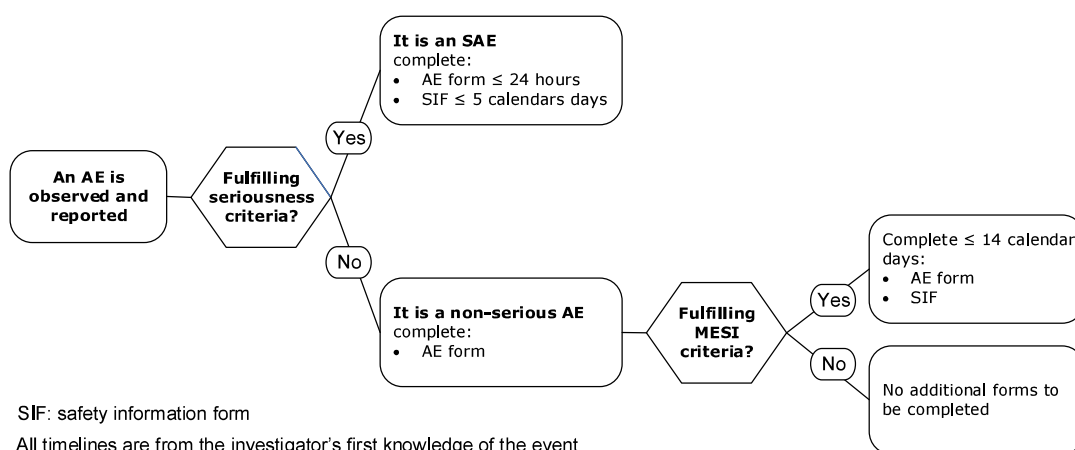 An AE is
observed and
reported
Fulfilling
seriousness
criteria?
Yes
It is an SAE
complete:
• AE form ≤ 24 hours
• SIF ≤ 5 calendars days
No
It is a non-serious AE
complete:
• AE form
Fulfilling
MESI
criteria?
Yes
Complete ≤ 14 calendar
days:
• AE form
• SIF
No
No additional forms to
be completed
SIF: safety information form
All timelines are from the investigator's first knowledge of the event